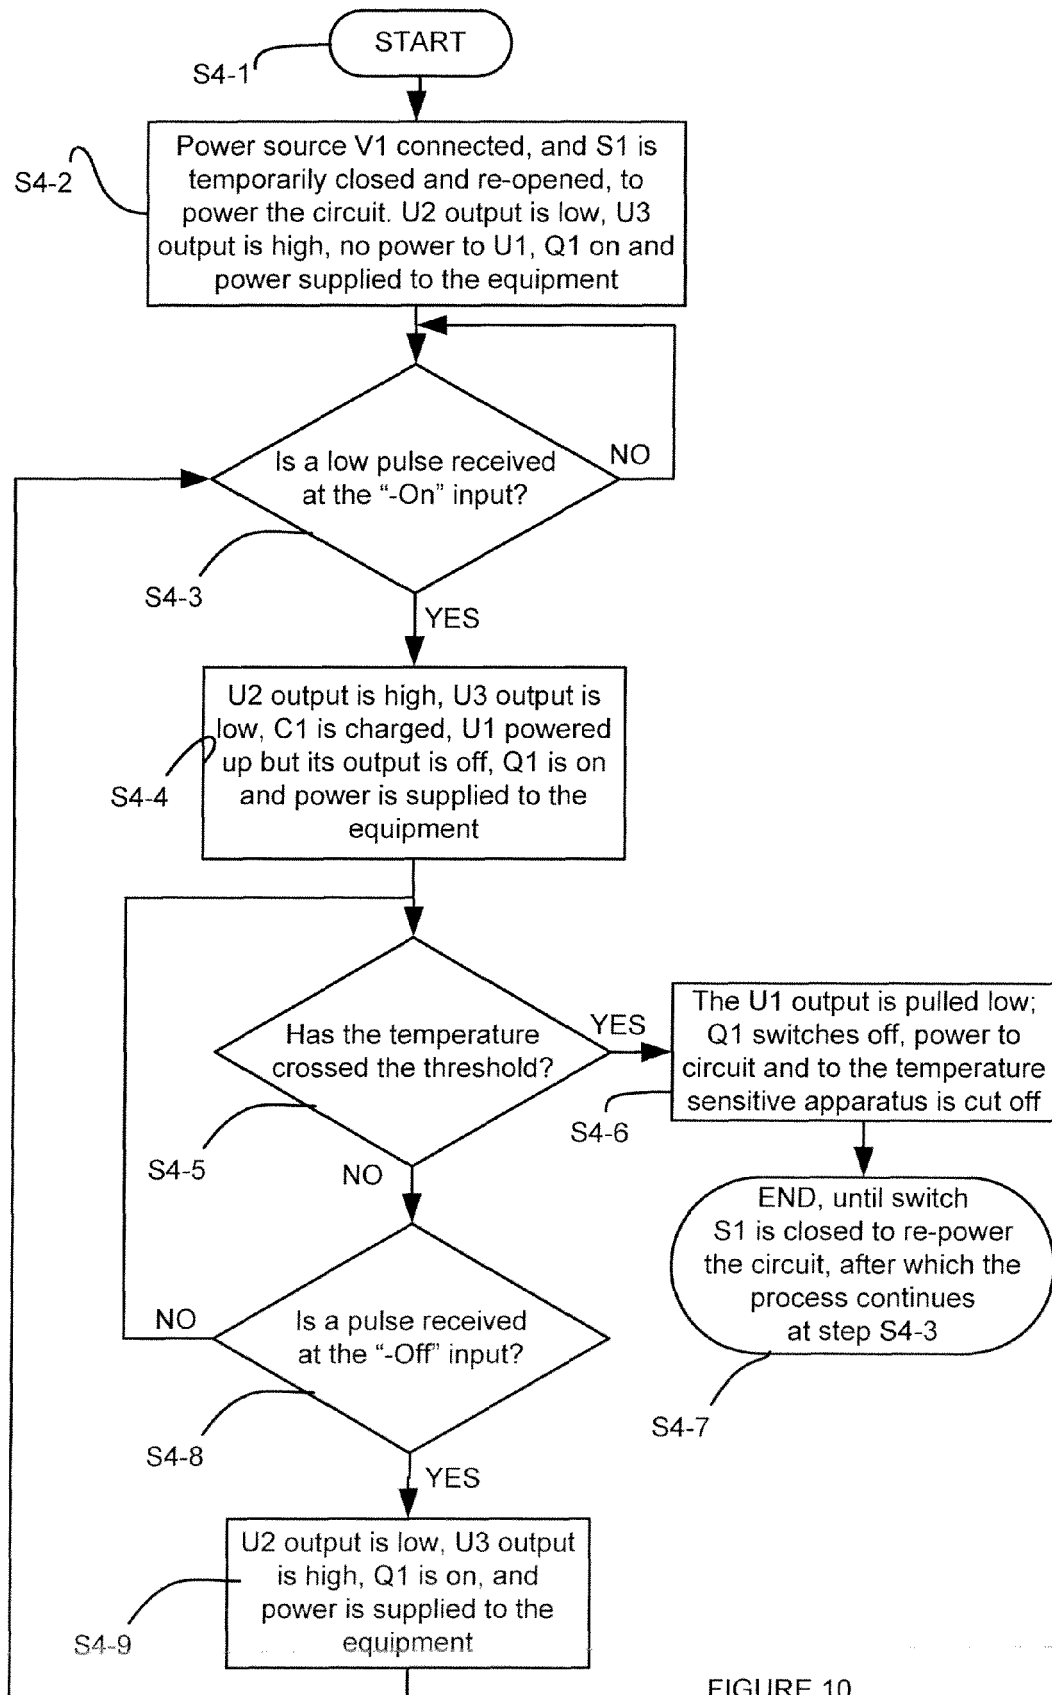 START
S4-1
Power source V1 connected, and S1 is
temporarily closed and re-opened, to
power the circuit. U2 output is low, U3
output is high, no power to U1, Q1 on and
power supplied to the equipment
S4-2
Is a low pulse received
at the “-On” input?
NO
S4-3
YES
U2 output is high, U3 output is
low, C1 is charged, U1 powered
up but its output is off, Q1 is on
and power is supplied to the
equipment
S4-4
Has the temperature
crossed the threshold?
YES
S4-5
NO
The U1 output is pulled low;
Q1 switches off, power to
circuit and to the temperature
sensitive apparatus is cut off
S4-6
END, until switch
S1 is closed to re-power
the circuit, after which the
process continues
at step S4-3
S4-7
Is a pulse received
at the “-Off” input?
NO
S4-8
YES
U2 output is low, U3 output
is high, Q1 is on, and
power is supplied to the
equipment
S4-9
FIGURE 10